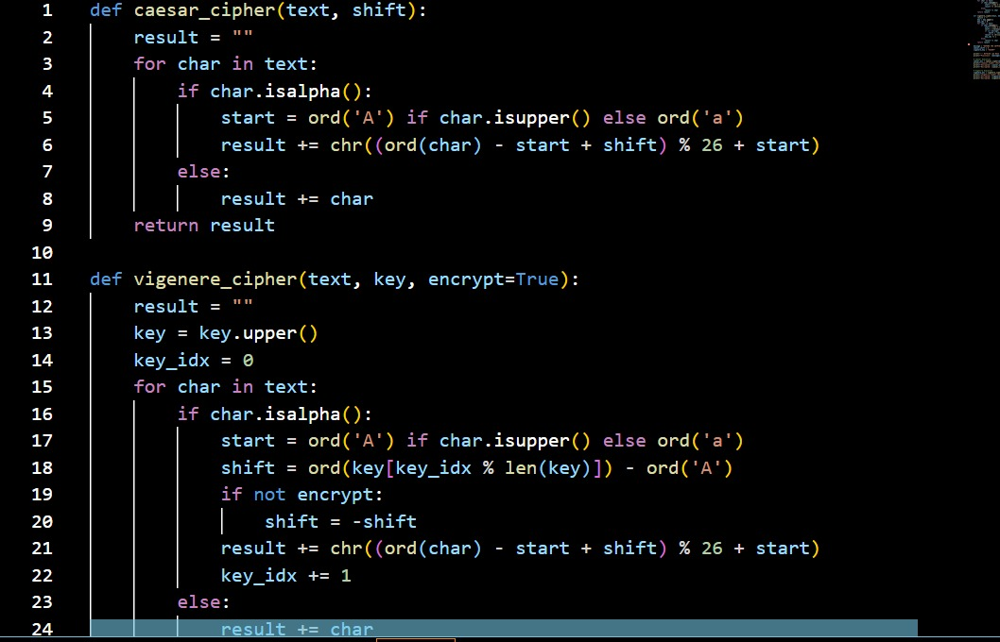 1 def caesar_cipher(text, shift):
2     result = ""
3     for char in text:
4         if char.isalpha():
5             start = ord('A') if char.isupper() else ord('a')
6             result += chr((ord(char) - start + shift) % 26 + start)
7         else:
8             result += char
9     return result
10
11 def vigenere_cipher(text, key, encrypt=True):
12     result = ""
13     key = key.upper()
14     key_idx = 0
15     for char in text:
16         if char.isalpha():
17             start = ord('A') if char.isupper() else ord('a')
18             shift = ord(key[key_idx % len(key)]) - ord('A')
19             if not encrypt:
20                 shift = -shift
21             result += chr((ord(char) - start + shift) % 26 + start)
22             key_idx += 1
23         else:
24             result += char